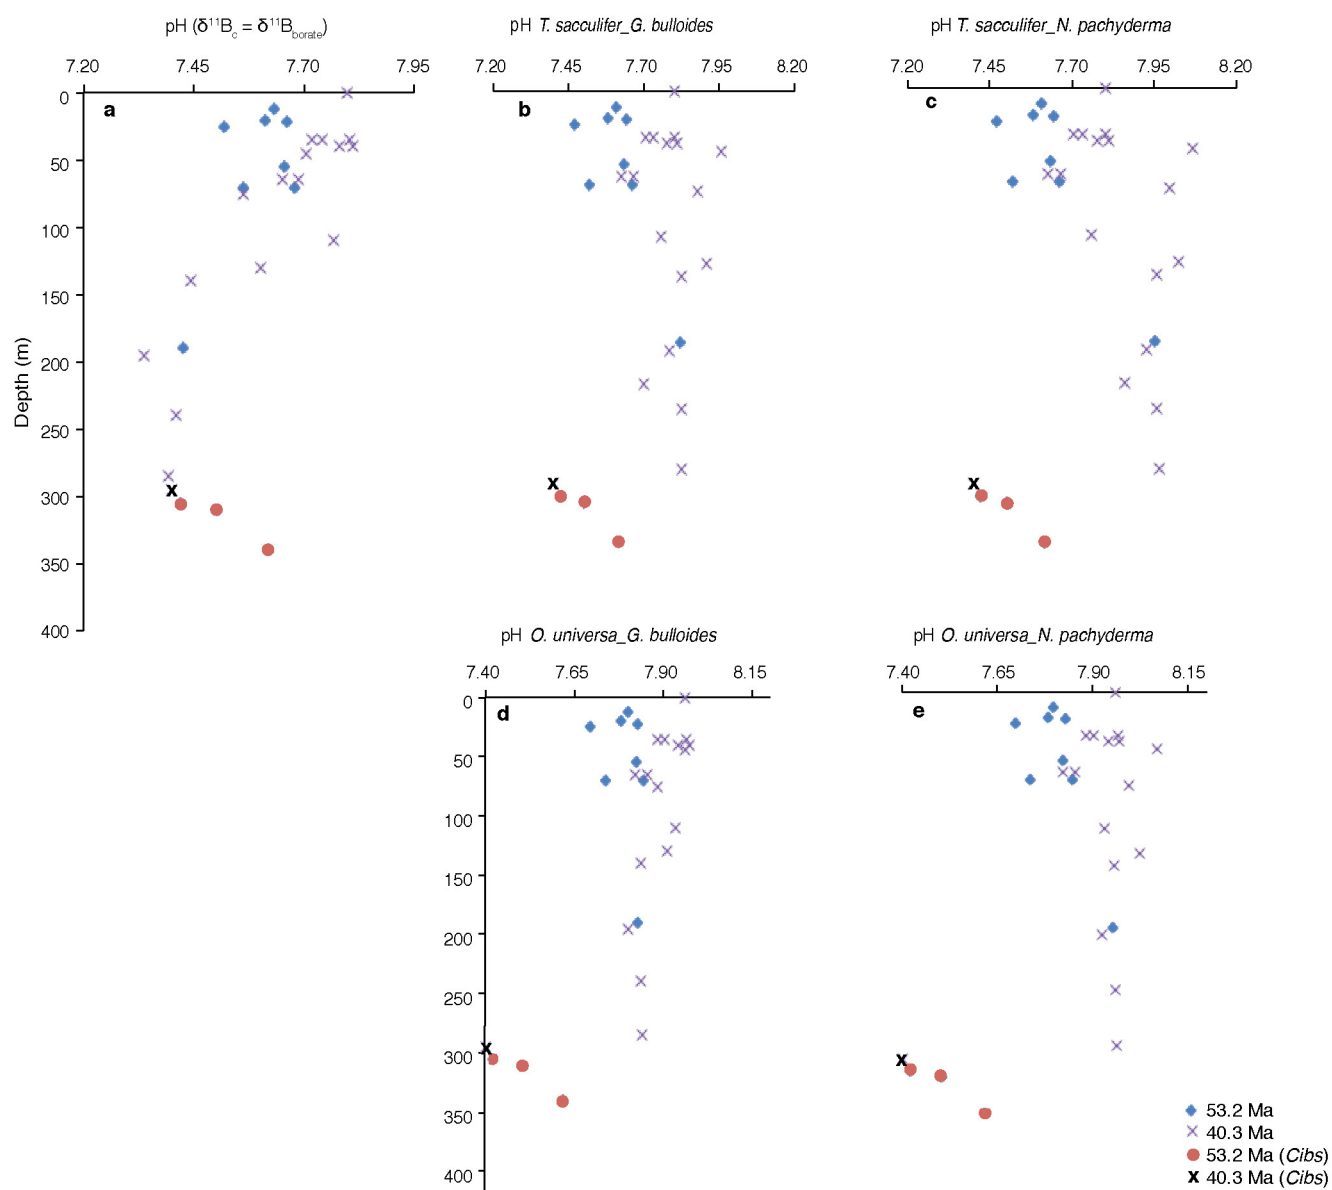 pH (δ¹¹Bc = δ¹¹Bborate)
7.20 7.45 7.70 7.95
a
0
50
100
150
200
250
300
350
400
Depth (m)
pH T. sacculifer_G. bulloides
7.20 7.45 7.70 7.95 8.20
b
pH T. sacculifer_N. pachyderma
7.20 7.45 7.70 7.95 8.20
c
pH O. universa_G. bulloides
7.40 7.65 7.90 8.15
d
0
50
100
150
200
250
300
350
400
pH O. universa_N. pachyderma
7.40 7.65 7.90 8.15
e
53.2 Ma
40.3 Ma
53.2 Ma (Cibs)
40.3 Ma (Cibs)